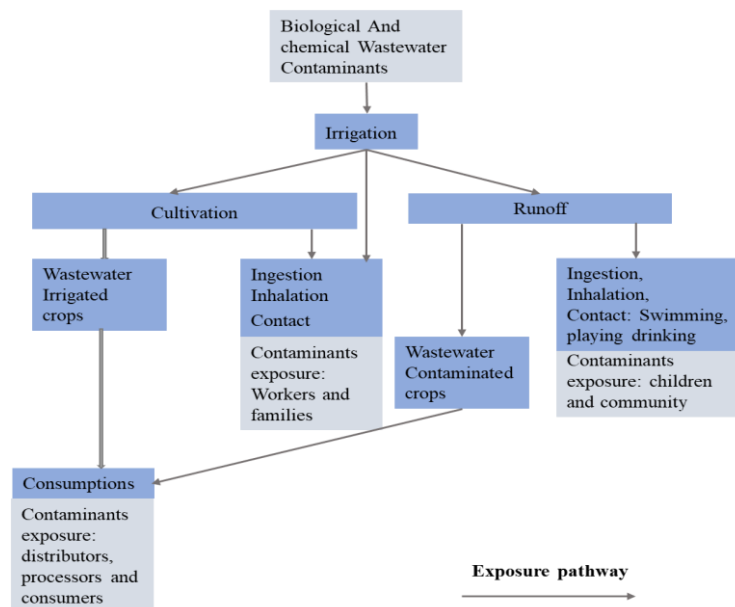 Biological And
chemical Wastewater
Contaminants
Irrigation
Cultivation
Runoff
Wastewater
Irrigated
crops
Ingestion
Inhalation
Contact
Contaminants
exposure:
Workers and
families
Wastewater
Contaminated
crops
Ingestion,
Inhalation,
Contact: Swimming,
playing drinking
Contaminants
exposure: children
and community
Consumptions
Contaminants
exposure:
distributors,
processors and
consumers
Exposure pathway